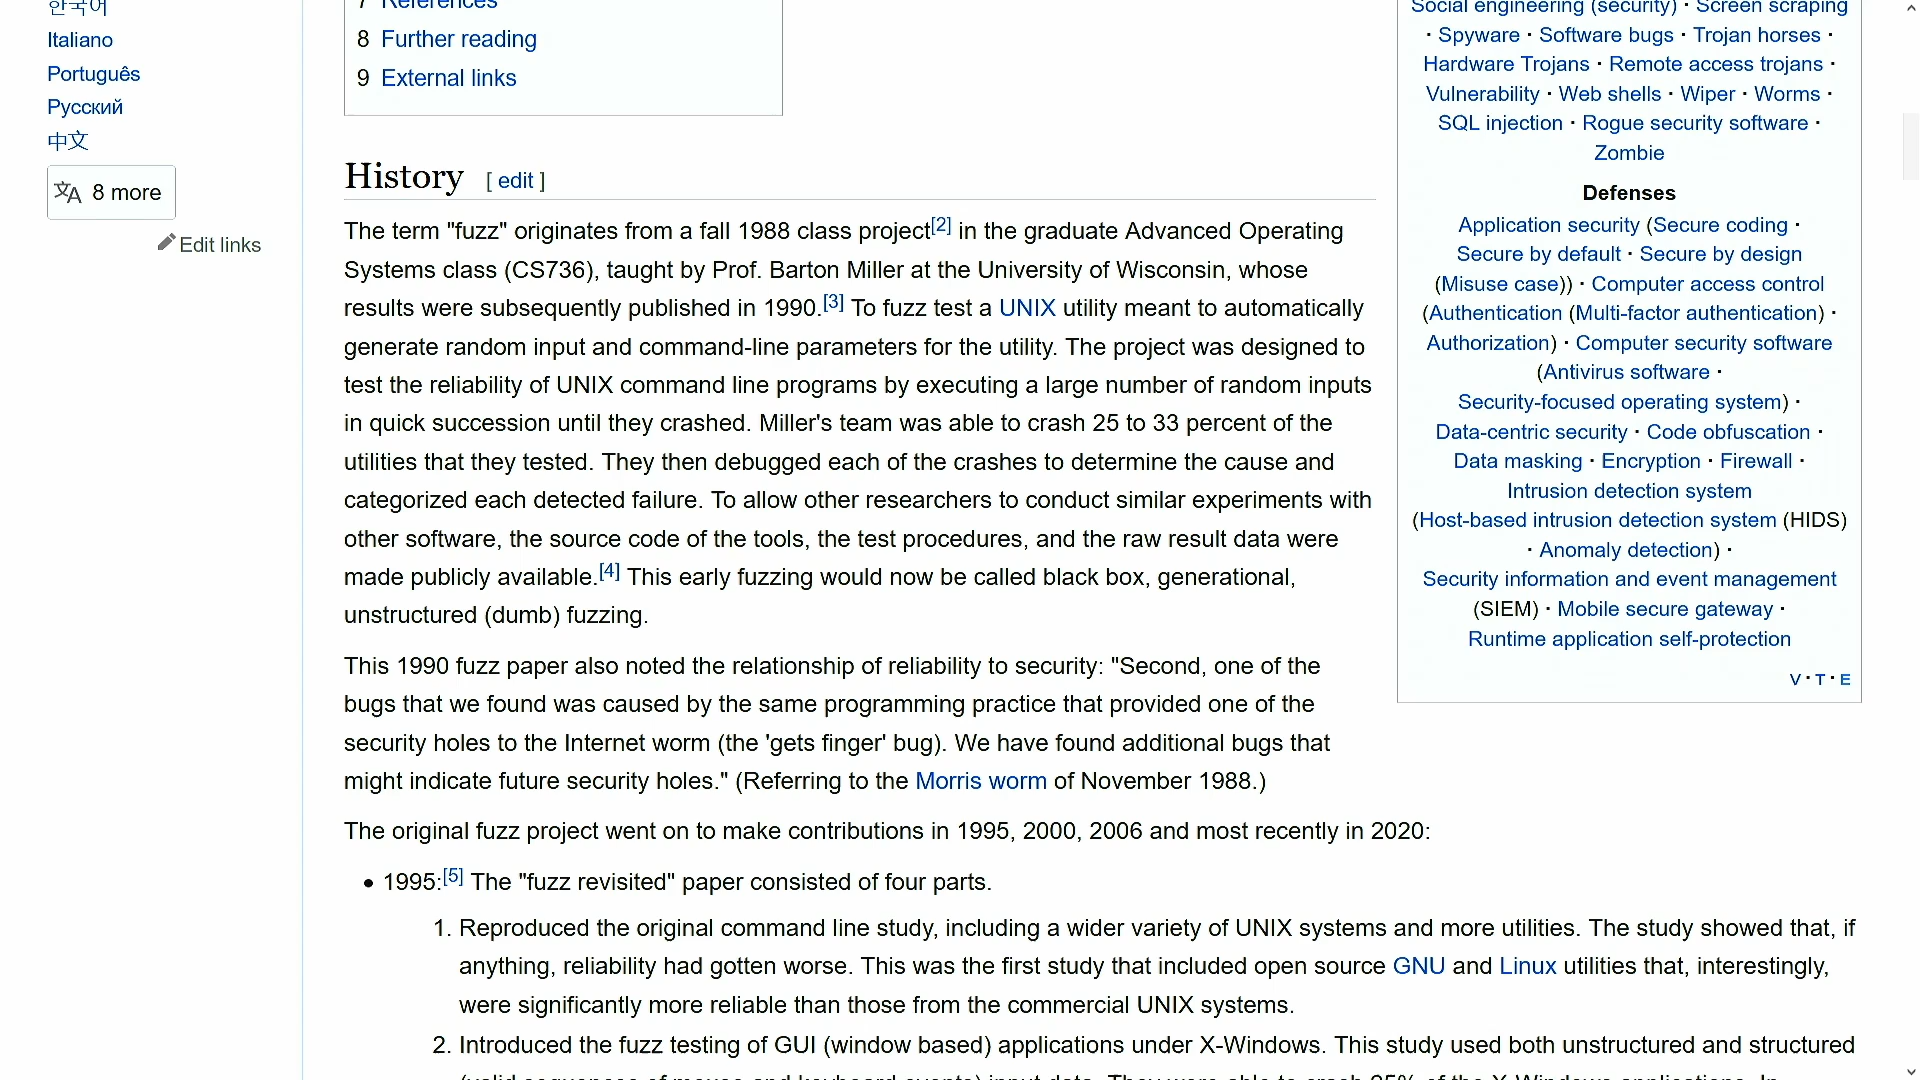 한국어
Italiano
Português
Русский
中文
文A 8 more
Edit links
7 References
8 Further reading
9 External links
History [ edit ]
The term "fuzz" originates from a fall 1988 class project[2] in the graduate Advanced Operating
Systems class (CS736), taught by Prof. Barton Miller at the University of Wisconsin, whose
results were subsequently published in 1990.[3] To fuzz test a UNIX utility meant to automatically
generate random input and command-line parameters for the utility. The project was designed to
test the reliability of UNIX command line programs by executing a large number of random inputs
in quick succession until they crashed. Miller's team was able to crash 25 to 33 percent of the
utilities that they tested. They then debugged each of the crashes to determine the cause and
categorized each detected failure. To allow other researchers to conduct similar experiments with
other software, the source code of the tools, the test procedures, and the raw result data were
made publicly available.[4] This early fuzzing would now be called black box, generational,
unstructured (dumb) fuzzing.
This 1990 fuzz paper also noted the relationship of reliability to security: "Second, one of the
bugs that we found was caused by the same programming practice that provided one of the
security holes to the Internet worm (the 'gets finger' bug). We have found additional bugs that
might indicate future security holes." (Referring to the Morris worm of November 1988.)
The original fuzz project went on to make contributions in 1995, 2000, 2006 and most recently in 2020:
• 1995:[5] The "fuzz revisited" paper consisted of four parts.
1. Reproduced the original command line study, including a wider variety of UNIX systems and more utilities. The study showed that, if
anything, reliability had gotten worse. This was the first study that included open source GNU and Linux utilities that, interestingly,
were significantly more reliable than those from the commercial UNIX systems.
2. Introduced the fuzz testing of GUI (window based) applications under X-Windows. This study used both unstructured and structured
(valid sequences of mouse and keyboard events) input data. They were able to crash 25% of the X-Windows applications. In
Social engineering (security) · Screen scraping
· Spyware · Software bugs · Trojan horses ·
Hardware Trojans · Remote access trojans ·
Vulnerability · Web shells · Wiper · Worms ·
SQL injection · Rogue security software ·
Zombie
Defenses
Application security (Secure coding ·
Secure by default · Secure by design
(Misuse case)) · Computer access control
(Authentication (Multi-factor authentication) ·
Authorization) · Computer security software
(Antivirus software ·
Security-focused operating system) ·
Data-centric security · Code obfuscation ·
Data masking · Encryption · Firewall ·
Intrusion detection system
(Host-based intrusion detection system (HIDS)
· Anomaly detection) ·
Security information and event management
(SIEM) · Mobile secure gateway ·
Runtime application self-protection
V · T · E